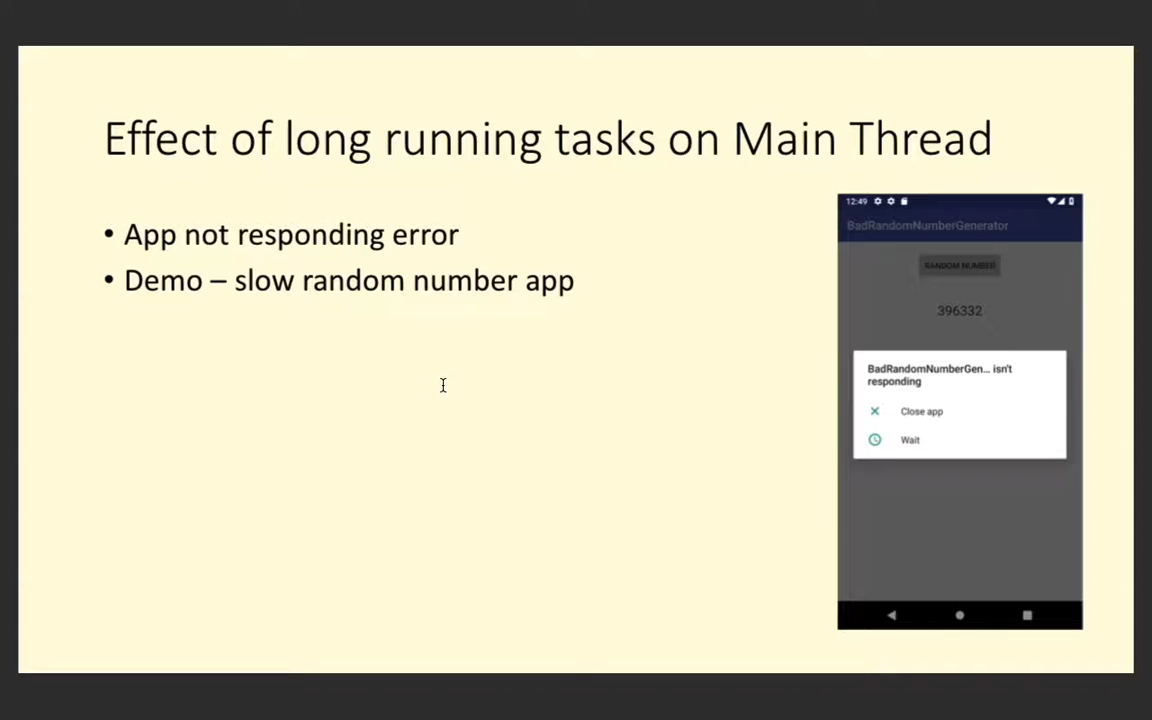 Effect of long running tasks on Main Thread
• App not responding error
• Demo – slow random number app
12:49
BadRandomNumberGenerator
RANDOM NUMBER
396332
BadRandomNumberGen... isn't
responding
Close app
Wait